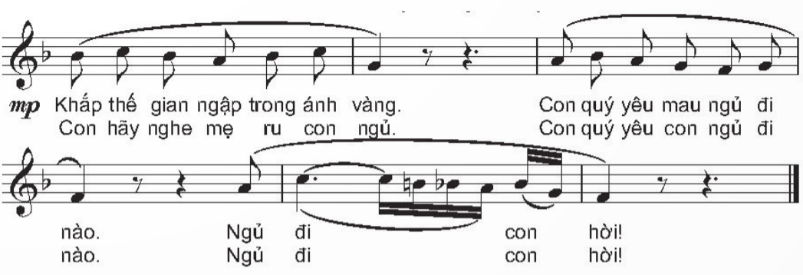 mp Khắp thế gian ngập trong ánh vàng. Con quý yêu mau ngủ đi
Con hãy nghe mẹ ru con ngủ. Con quý yêu con ngủ đi
nào. Ngủ đi con hời!
nào. Ngủ đi con hời!